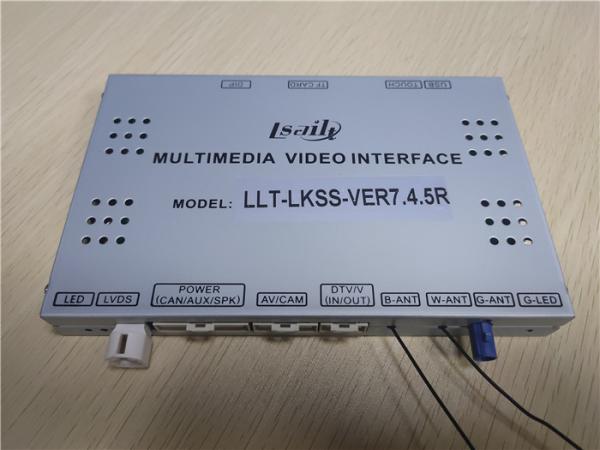 DIP TF CARD TOUCH USB
Lsailt
MULTIMEDIA VIDEO INTERFACE
MODEL: LLT-LKSS-VER7.4.5R
LED LVDS POWER (CAN/AUX/SPK) AV/CAM DTV/V (IN/OUT) B-ANT W-ANT G-ANT G-LED